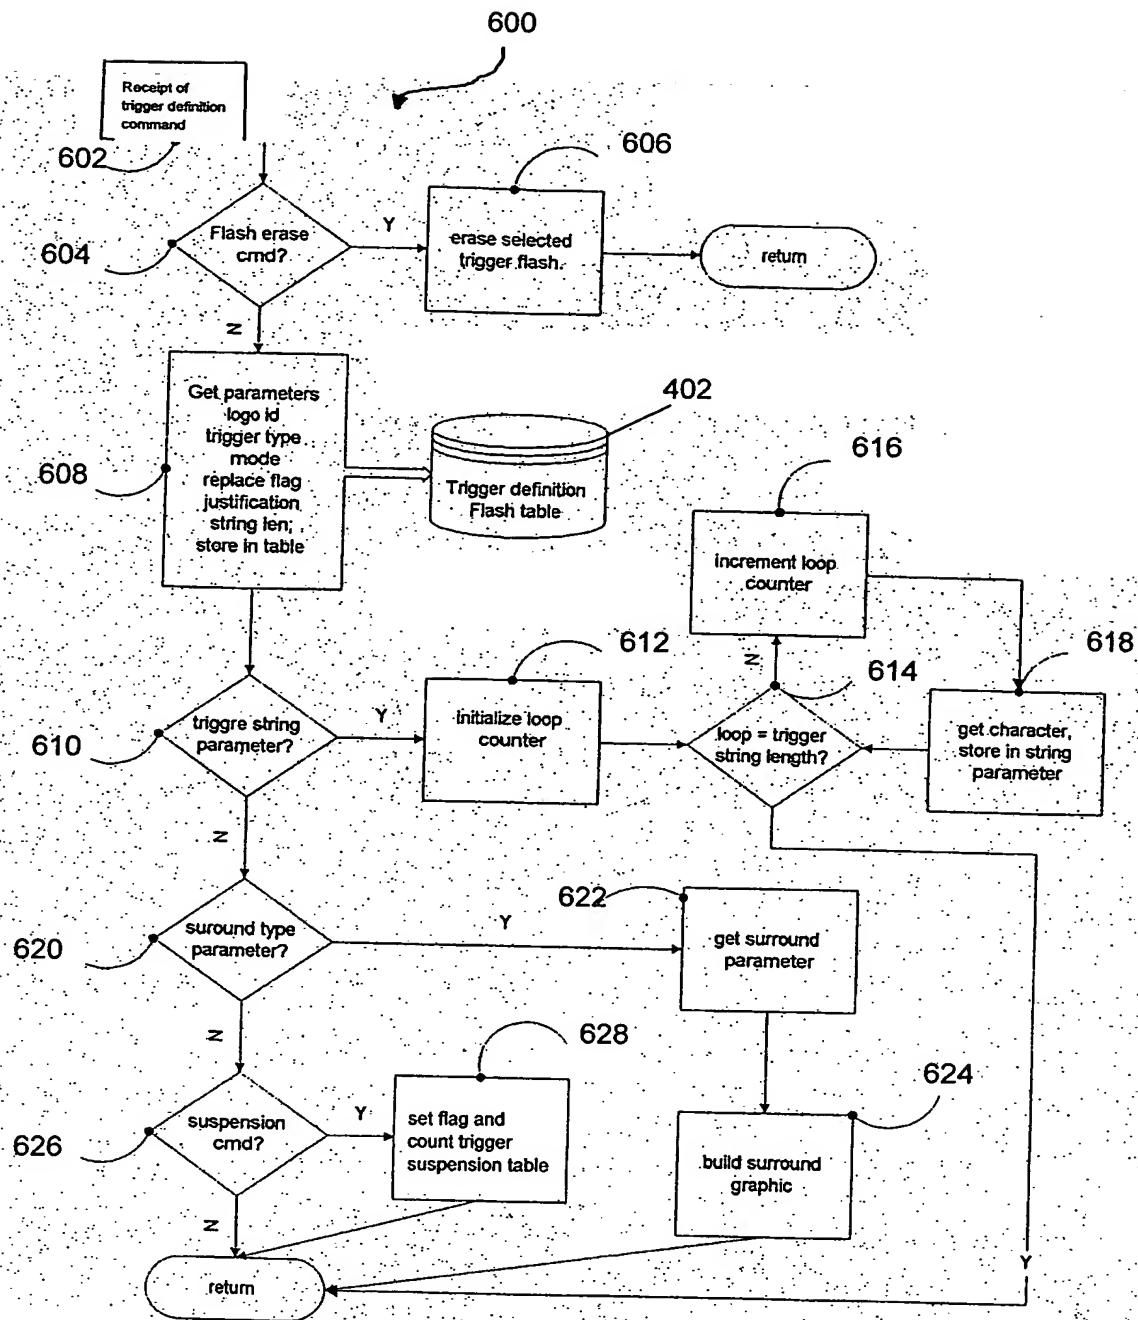 600
Receipt of
trigger definition
command
602
606
604
Flash erase
cmd?
Y
erase selected
trigger flash.
return
N
Get parameters
logo id
trigger type
mode
replace flag
justification
string len;
store in table
608
402
Trigger definition
Flash table
616
increment loop
counter
612
618
N
614
610
triggre string
parameter?
Y
initialize loop
counter
loop = trigger
string length?
get character,
store in string
parameter
N
622
620
suround type
parameter?
Y
get surround
parameter
N
628
624
626
suspension
cmd?
Y
set flag and
count trigger
suspension table
build surround
graphic
N
Y
return